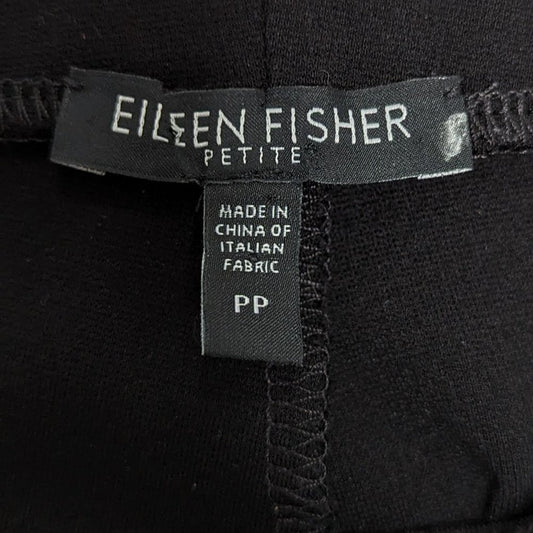 EILEEN FISHER
PETITE
MADE IN
CHINA OF
ITALIAN
FABRIC
PP